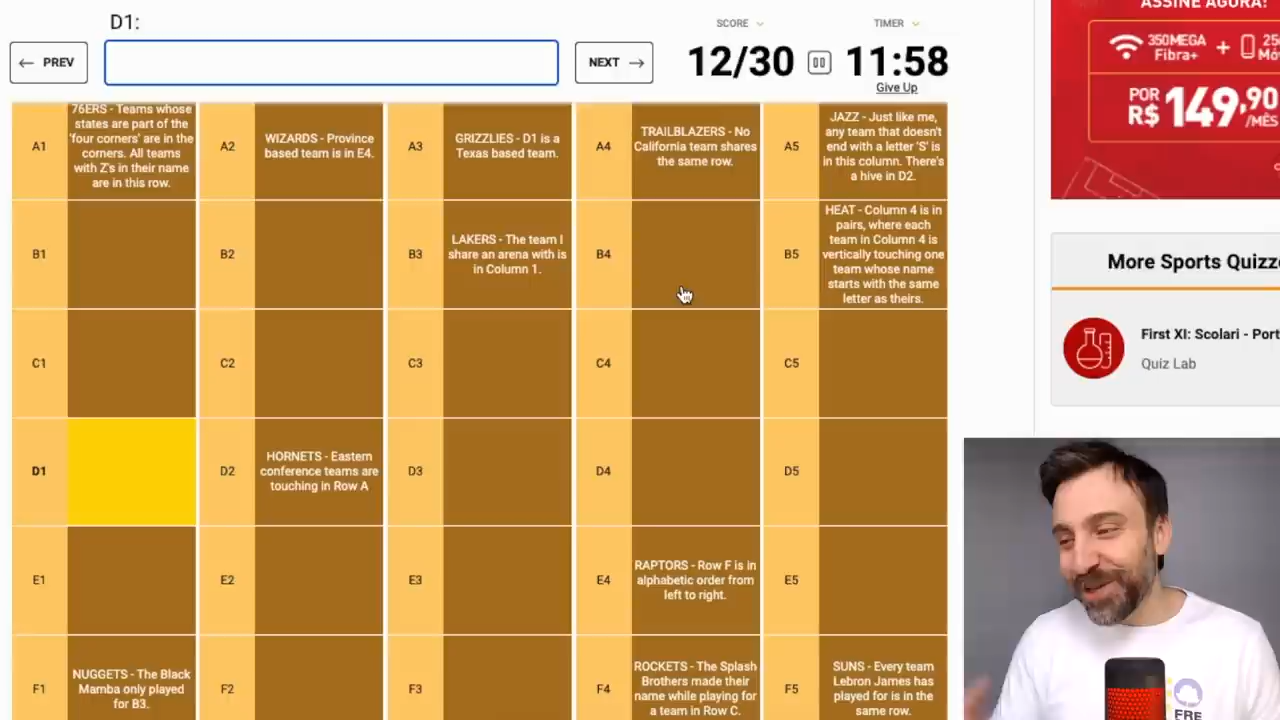 D1:
← PREV
NEXT →
SCORE
12/30
TIMER
11:58
Give Up
A1
76ERS - Teams whose
states are part of the
'four corners' are in the
corners. All teams
with Z's in their name
are in this row.
A2
WIZARDS - Province
based team is in E4.
A3
GRIZZLIES - D1 is a
Texas based team.
A4
TRAILBLAZERS - No
California team shares
the same row.
A5
JAZZ - Just like me,
any team that doesn't
end with a letter 'S' is
in this column. There's
a hive in D2.
B1
B2
B3
LAKERS - The team I
share an arena with is
in Column 1.
B4
B5
HEAT - Column 4 is in
pairs, where each
team in Column 4 is
vertically touching one
team whose name
starts with the same
letter as theirs.
C1
C2
C3
C4
C5
D1
D2
HORNETS - Eastern
conference teams are
touching in Row A
D3
D4
D5
E1
E2
E3
E4
RAPTORS - Row F is in
alphabetic order from
left to right.
E5
F1
NUGGETS - The Black
Mamba only played
for B3.
F2
F3
F4
ROCKETS - The Splash
Brothers made their
name while playing for
a team in Row C.
F5
SUNS - Every team
Lebron James has
played for is in the
same row.
ASSINE AGORA!
350MEGA
Fibra+
+
POR
R$ 149,90
/MÊS
More Sports
First XI: Scolari -
Quiz Lab
FRE